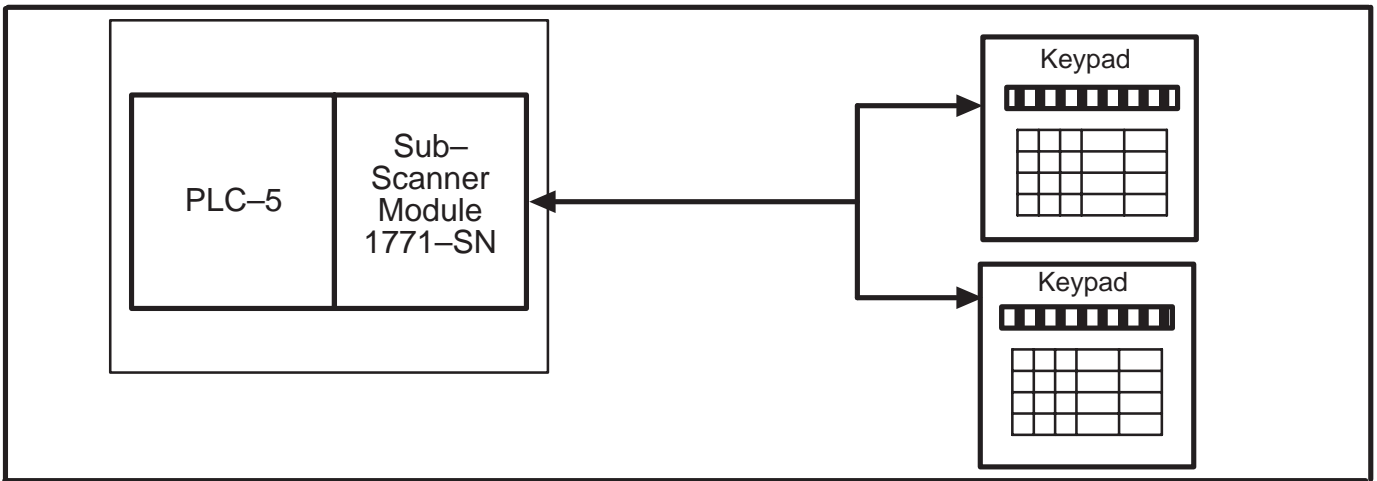 PLC–5
Sub–
Scanner
Module
1771–SN
Keypad
Keypad